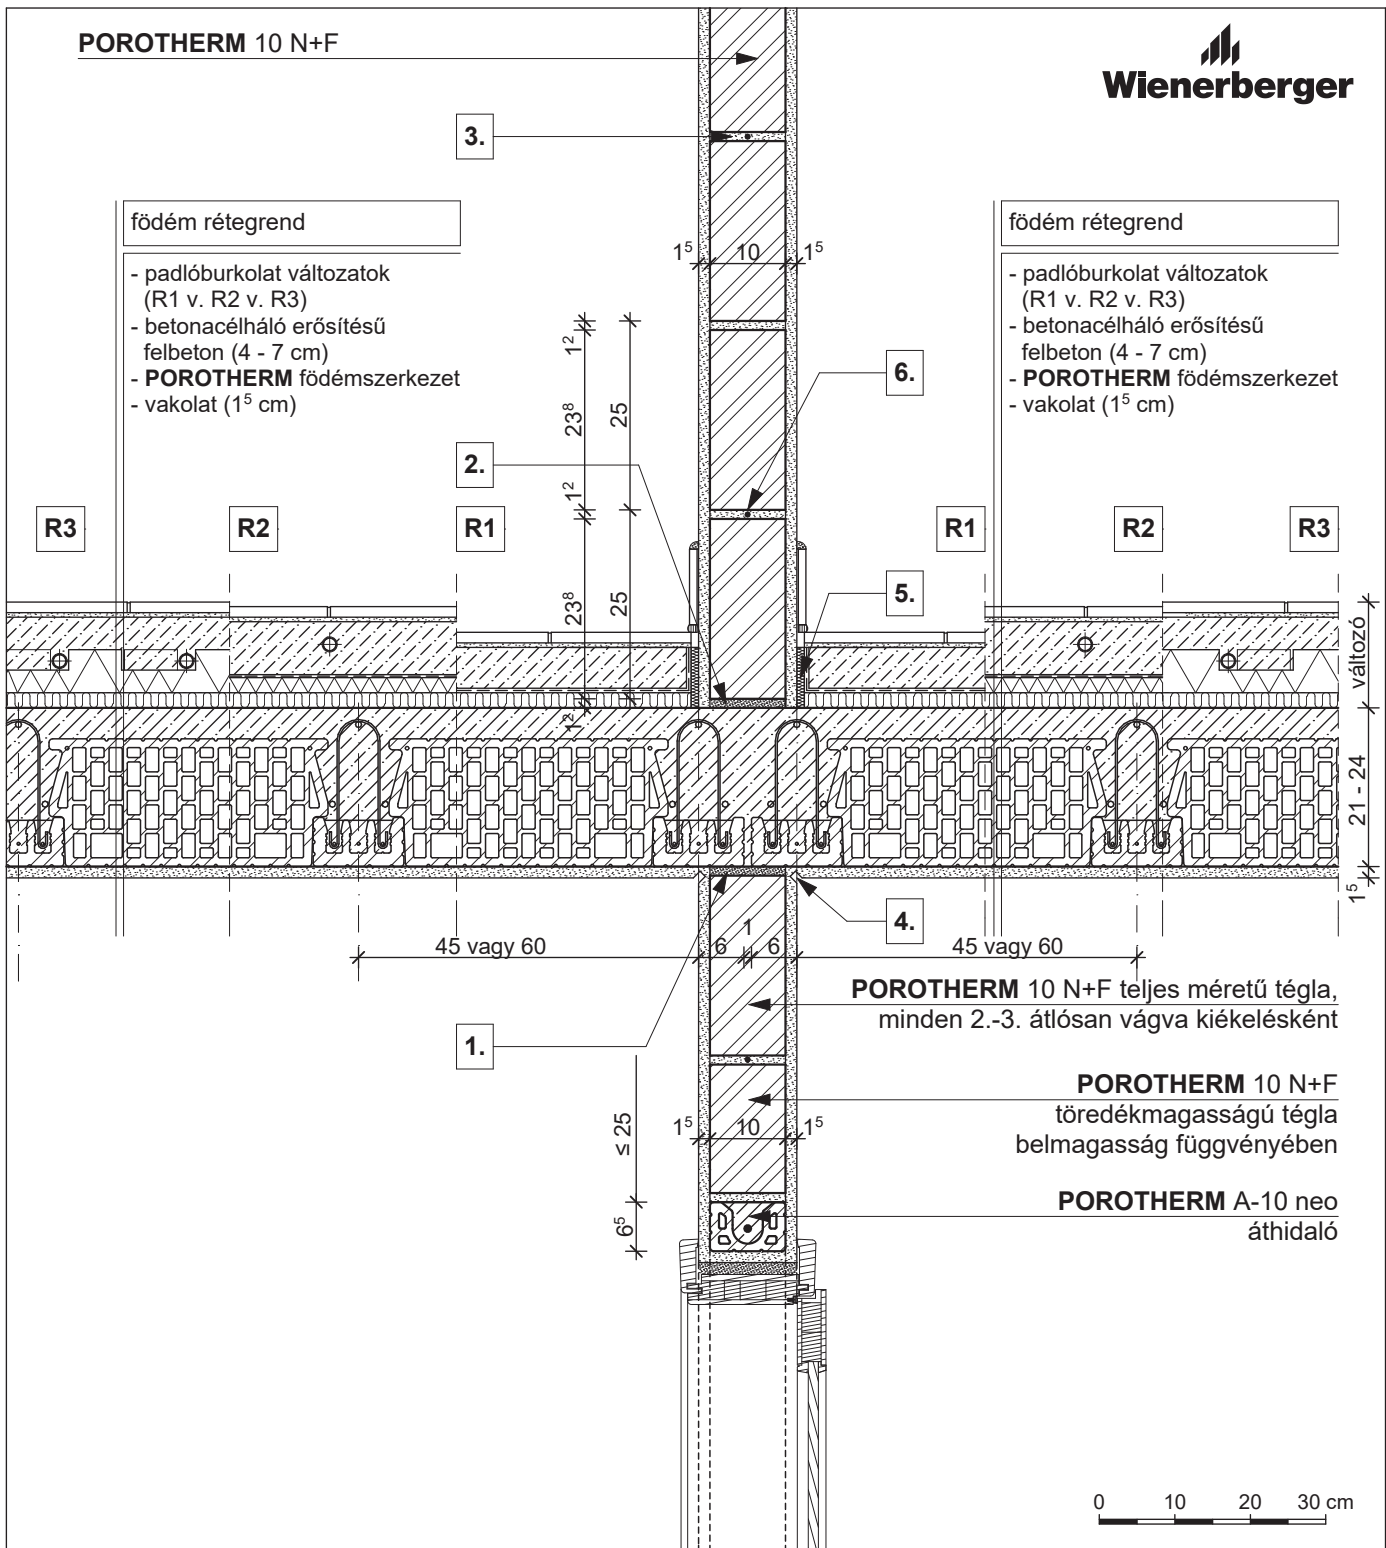 POROTHERM 10 N+F
Wienerberger
3.
födém rétegrend
- padlóburkolat változatok
(R1 v. R2 v. R3)
- betonacélháló erősítésű
felbeton (4 - 7 cm)
- POROTHERM födémszerkezet
- vakolat (1⁵ cm)
födém rétegrend
- padlóburkolat változatok
(R1 v. R2 v. R3)
- betonacélháló erősítésű
felbeton (4 - 7 cm)
- POROTHERM födémszerkezet
- vakolat (1⁵ cm)
1⁵ 10 1⁵
1²
23⁸
25
6.
2.
1²
R3
R2
R1
R1
R2
R3
23⁸
25
5.
1²
változó
21 - 24
1⁵
4.
45 vagy 60
6
1
6
45 vagy 60
POROTHERM 10 N+F teljes méretű tégla,
minden 2.-3. átlósan vágva kiékelésként
1.
POROTHERM 10 N+F
töredékmagasságú tégla
belmagasság függvényében
≤ 25
1⁵ 10 1⁵
POROTHERM A-10 neo
áthidaló
6⁵
0 10 20 30 cm